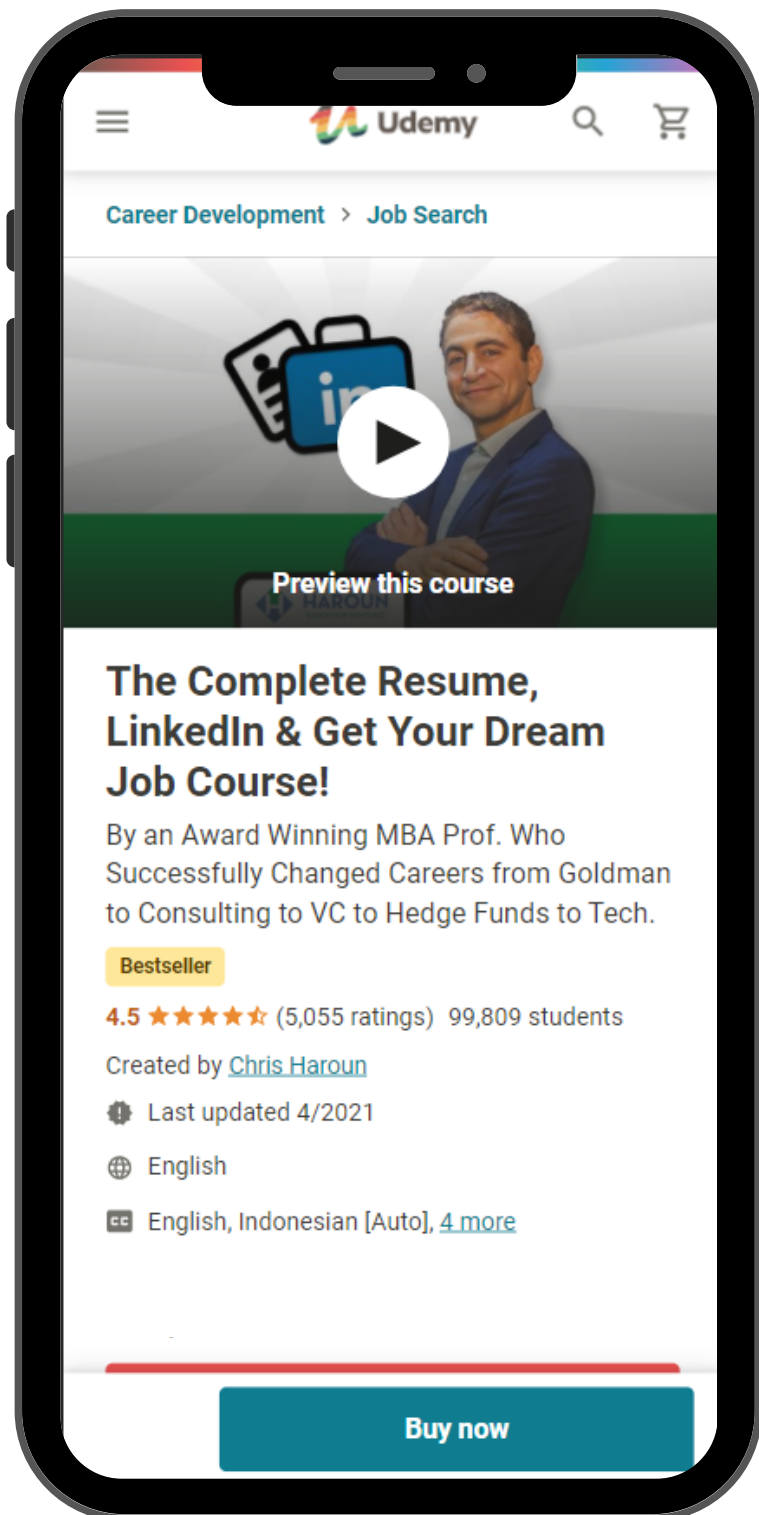 Udemy
Career Development > Job Search
in
Preview this course
HAROUN
The Complete Resume,
LinkedIn & Get Your Dream
Job Course!
By an Award Winning MBA Prof. Who
Successfully Changed Careers from Goldman
to Consulting to VC to Hedge Funds to Tech.
Bestseller
4.5 (5,055 ratings) 99,809 students
Created by Chris Haroun
Last updated 4/2021
English
CC English, Indonesian [Auto], 4 more
Buy now